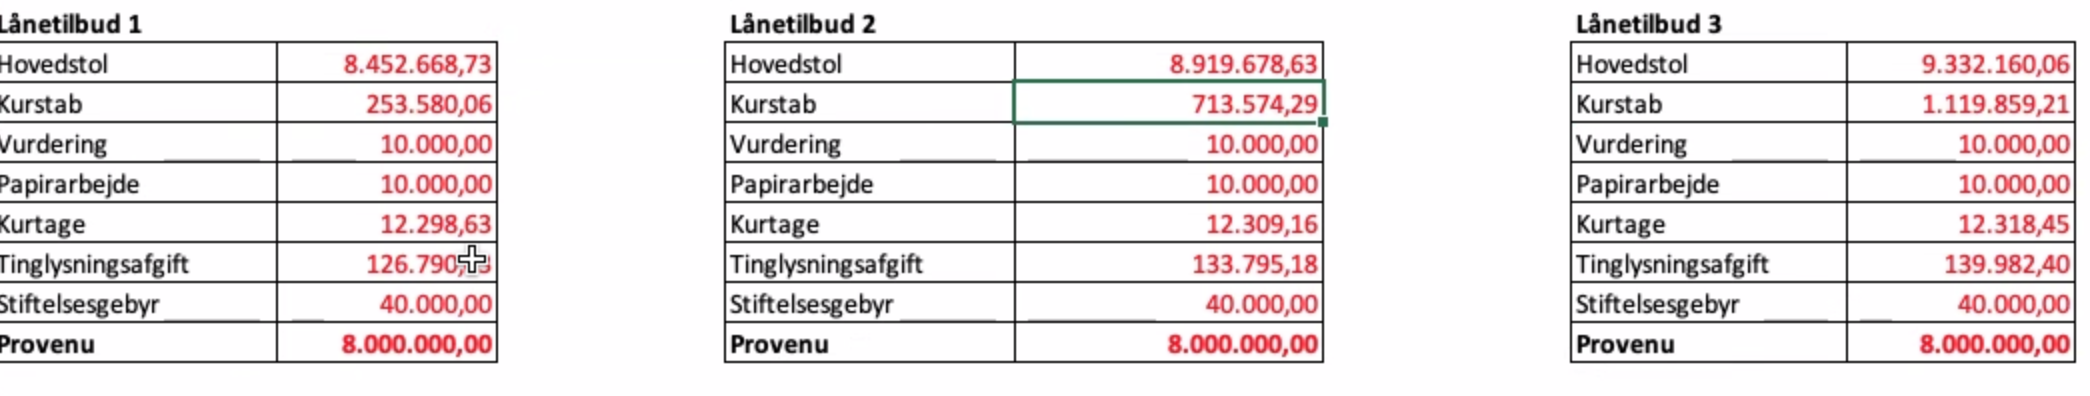 Lånetilbud 1
Hovedstol 8.452.668,73
Kurstab 253.580,06
Vurdering 10.000,00
Papirarbejde 10.000,00
Kurtage 12.298,63
Tinglysningsafgift
Stiftelsesgebyr 40.000,00
Provenu 8.000.000,00
Lånetilbud 2
Hovedstol 8.919.678,63
Kurstab 713.574,29
Vurdering 10.000,00
Papirarbejde 10.000,00
Kurtage 12.309,16
Tinglysningsafgift 133.795,18
Stiftelsesgebyr 40.000,00
Provenu 8.000.000,00
Lånetilbud 3
Hovedstol 9.332.160,06
Kurstab 1.119.859,21
Vurdering 10.000,00
Papirarbejde 10.000,00
Kurtage 12.318,45
Tinglysningsafgift 139.982,40
Stiftelsesgebyr 40.000,00
Provenu 8.000.000,00